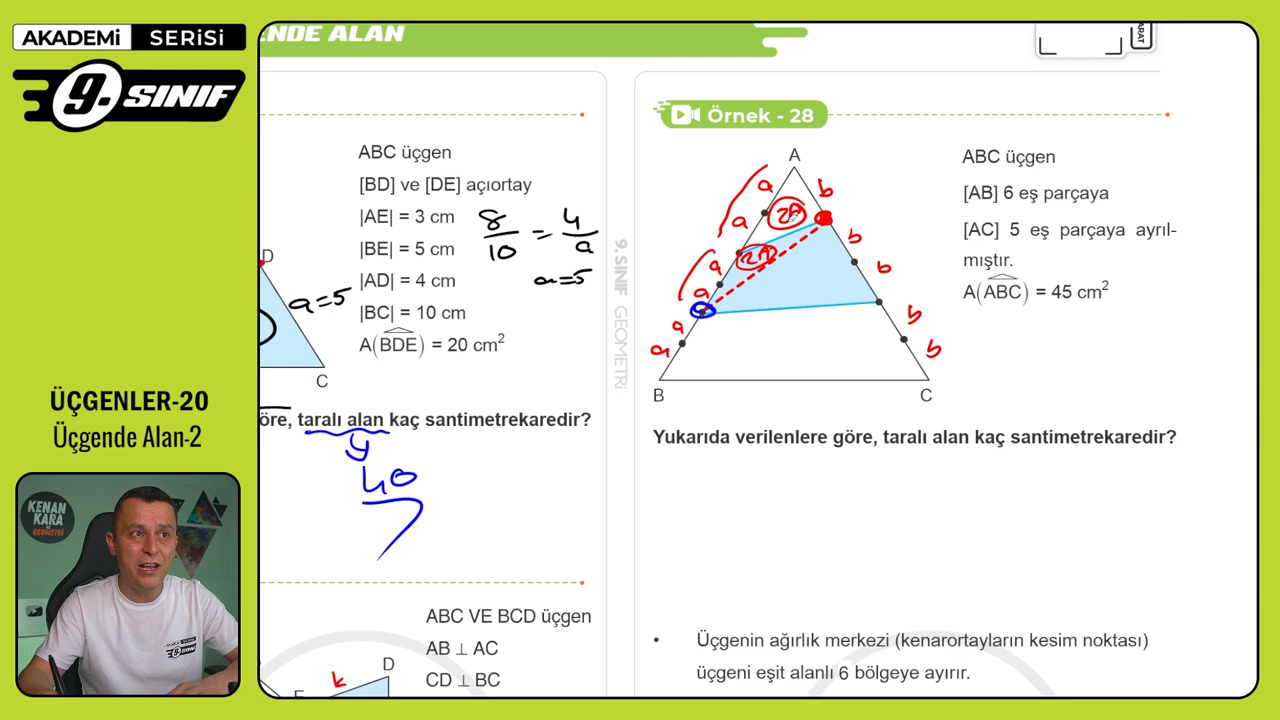 AKADEMİ SERİSİ
9. SINIF
ÜÇGENLER-20
Üçgende Alan-2
KENAN
KARA
GEOMETRİ
ENDE ALAN
ABC üçgen
[BD] ve [DE] açıortay
|AE| = 3 cm
|BE| = 5 cm
|AD| = 4 cm
|BC| = 10 cm
A(BDE) = 20 cm²
8/10 = 4/a
a=5
D
a=5
C
öre, taralı alan kaç santimetrekaredir?
40
ABC VE BCD üçgen
AB ⊥ AC
CD ⊥ BC
D
E
9. SINIF GEOMETRİ
Örnek - 28
A
a
b
a
2A
b
a
2A
b
a
a
b
a
b
B
C
ABC üçgen
[AB] 6 eş parçaya
[AC] 5 eş parçaya ayrıl-
mıştır.
A(ABC) = 45 cm²
Yukarıda verilenlere göre, taralı alan kaç santimetrekaredir?
• Üçgenin ağırlık merkezi (kenarortayların kesim noktası)
üçgeni eşit alanlı 6 bölgeye ayırır.